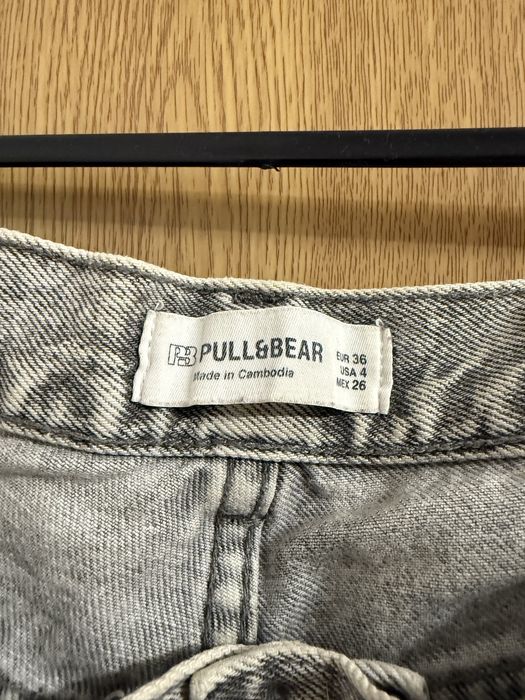 PB PULL&BEAR
Made in Cambodia
EUR 36
USA 4
MEX 26